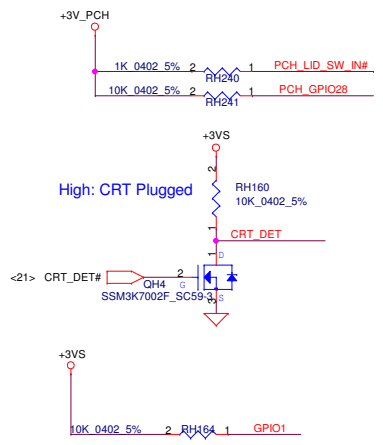 +3V_PCH
1K_0402_5% 2 1 PCH_LID_SW_IN#
RH240
10K_0402_5% 2 1 PCH_GPIO28
RH241
+3VS
2
High: CRT Plugged
RH160
10K_0402_5%
1
CRT_DET
1 D
<21> CRT_DET# 2
G
QH4
SSM3K7002F_SC59-3
3 S
+3VS
10K_0402_5% 2 RH164 1 GPIO1